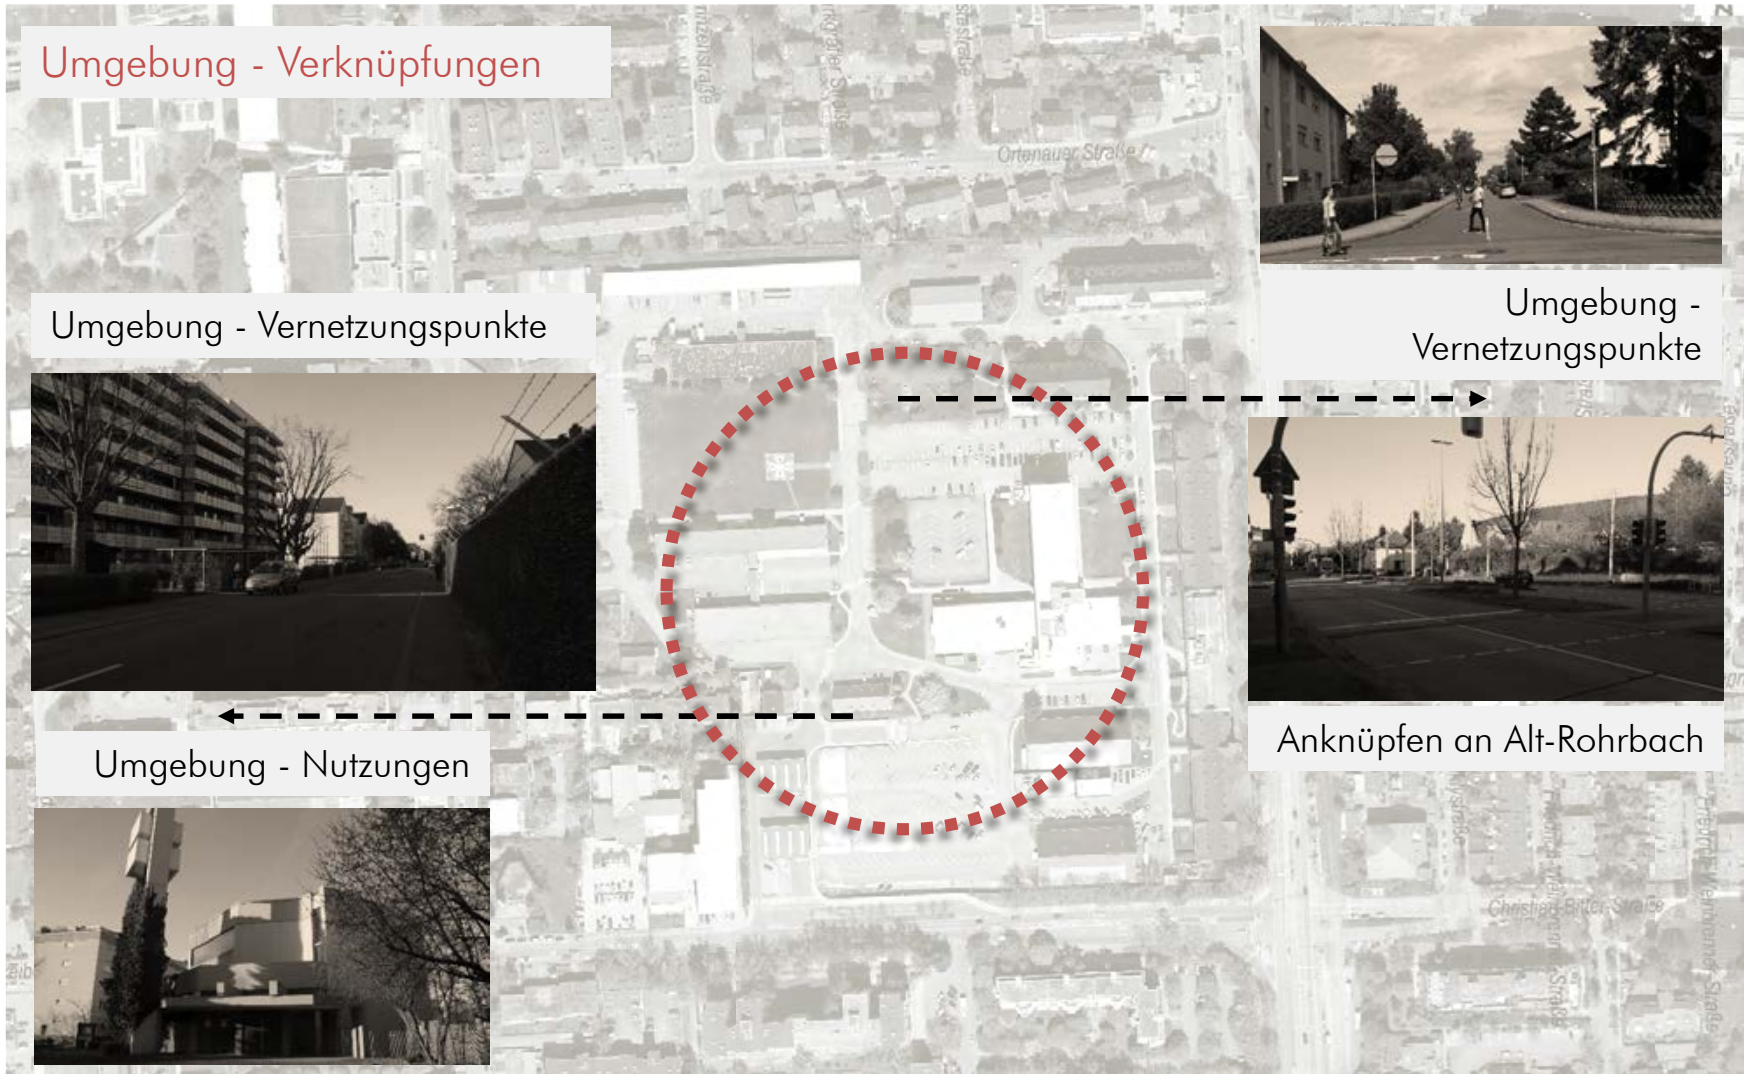 Umgebung - Verknüpfungen
Ortenauer Straße
Umgebung - Vernetzungspunkte
Umgebung -
Vernetzungspunkte
Anknüpfen an Alt-Rohrbach
Umgebung - Nutzungen
Christian-Bitter-Straße